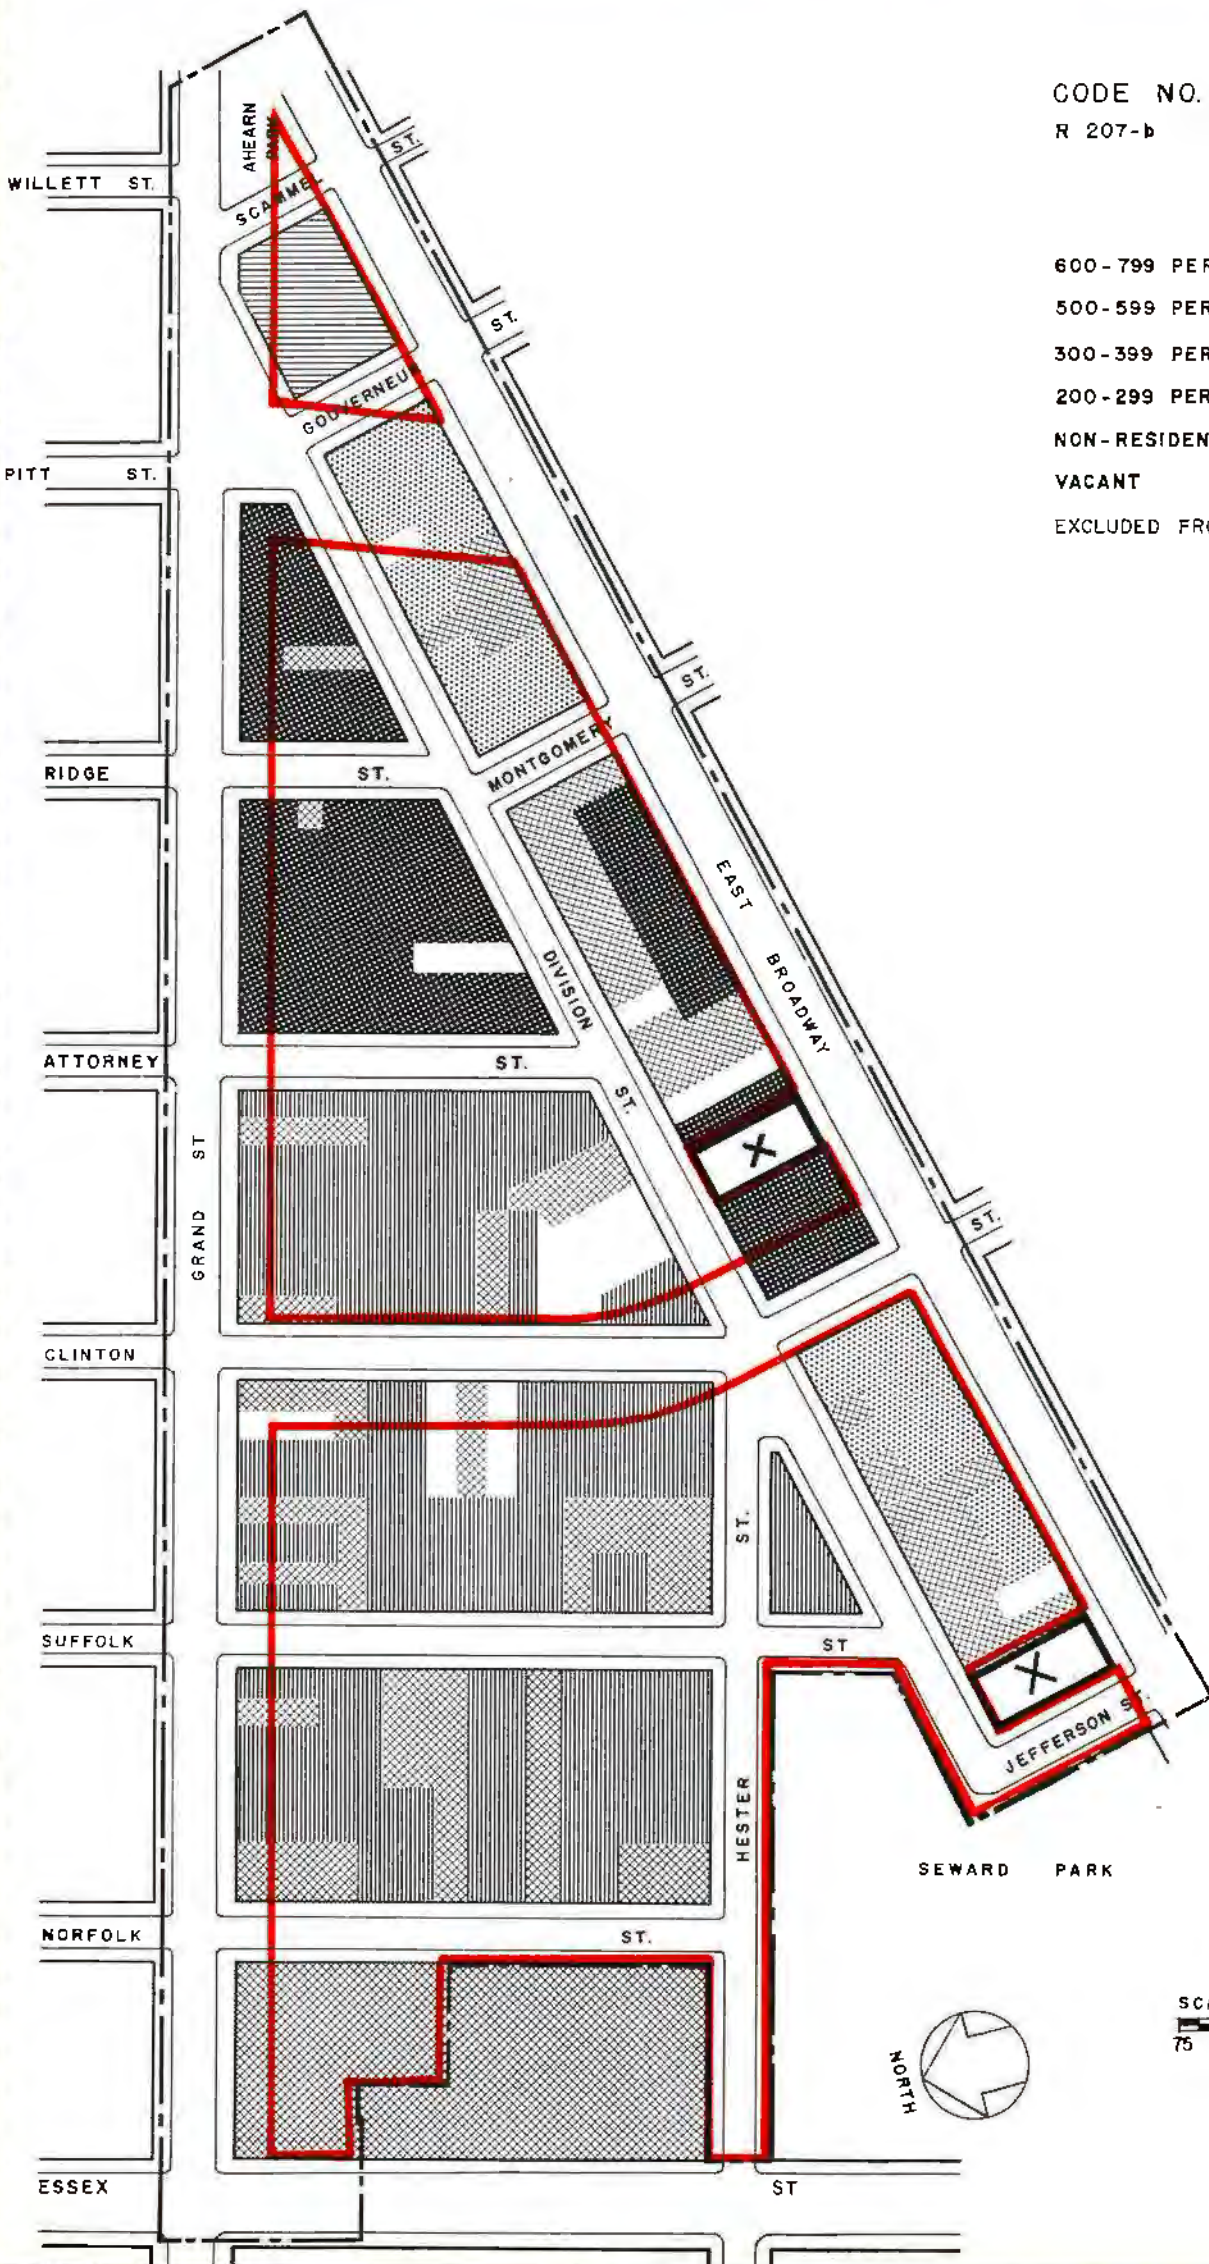 CODE NO.
R 207-b
600-799 PER
500-599 PER
300-399 PER
200-299 PER
NON-RESIDEN
VACANT
EXCLUDED FRO
AHEARN
PARK
ST.
WILLETT ST.
SCAMMEL
ST.
GOUVERNEUR
PITT ST.
ST.
MONTGOMERY
RIDGE ST.
EAST BROADWAY
DIVISION ST.
ATTORNEY ST.
GRAND ST
ST.
CLINTON
ST.
SUFFOLK ST
JEFFERSON ST.
HESTER
SEWARD PARK
NORFOLK ST.
NORTH
75
ESSEX ST